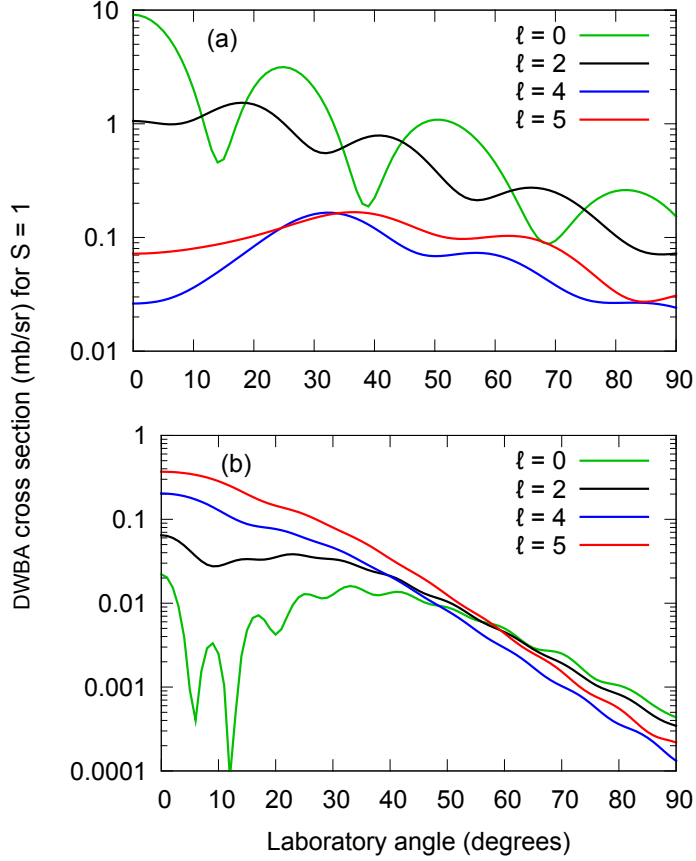 10
1
0.1
0.01
(a)
ℓ = 0
ℓ = 2
ℓ = 4
ℓ = 5
0 10 20 30 40 50 60 70 80 90
DWBA cross section (mb/sr) for S = 1
1
0.1
0.01
0.001
0.0001
(b)
ℓ = 0
ℓ = 2
ℓ = 4
ℓ = 5
0 10 20 30 40 50 60 70 80 90
Laboratory angle (degrees)